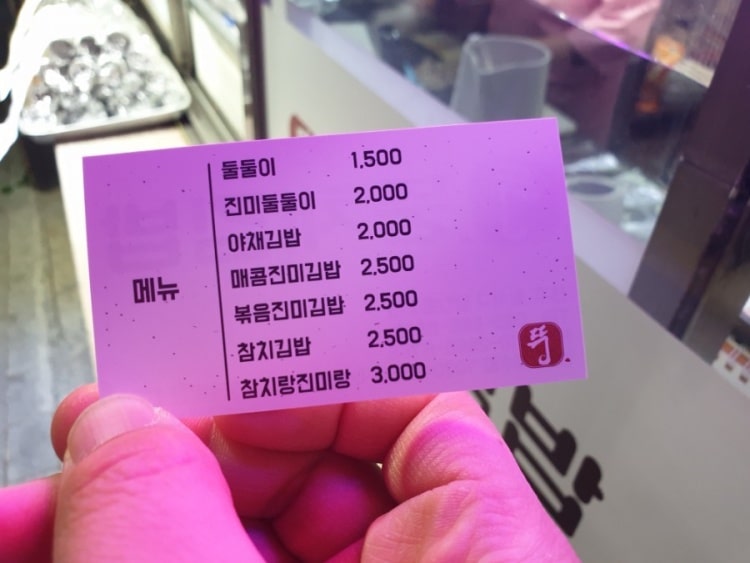 메뉴
둘둘이 1,500
진미둘둘이 2,000
야채김밥 2,000
매콤진미김밥 2,500
볶음진미김밥 2,500
참치김밥 2,500
참치랑진미랑 3,000
뚜